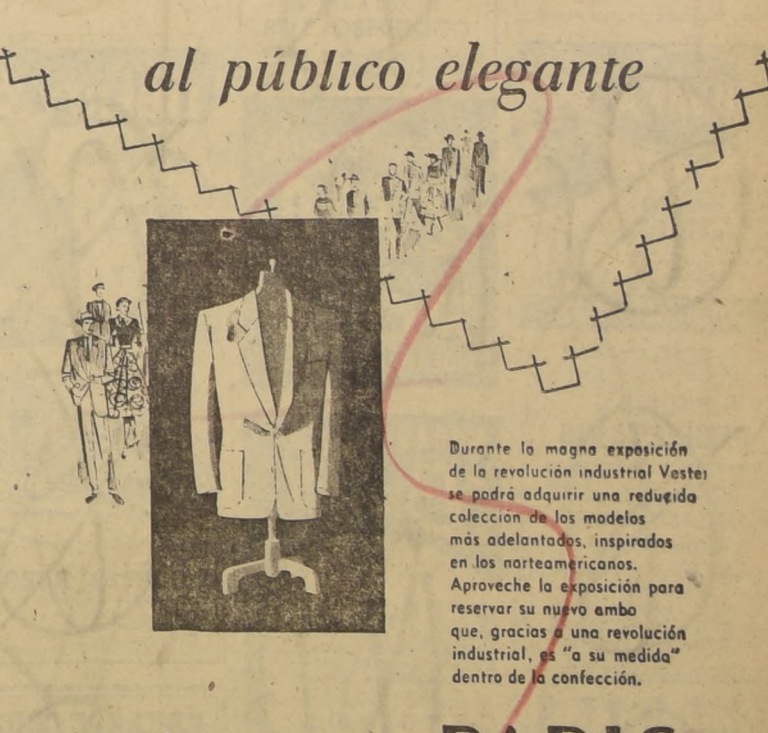 al público elegante
Durante la magna exposición
de la revolución industrial Vestex
se podrá adquirir una reducida
colección de los modelos
más adelantados, inspirados
en los norteamericanos.
Aproveche la exposición para
reservar su nuevo ambo
que, gracias a una revolución
industrial, es "a su medida"
dentro de la confección.
PARIS